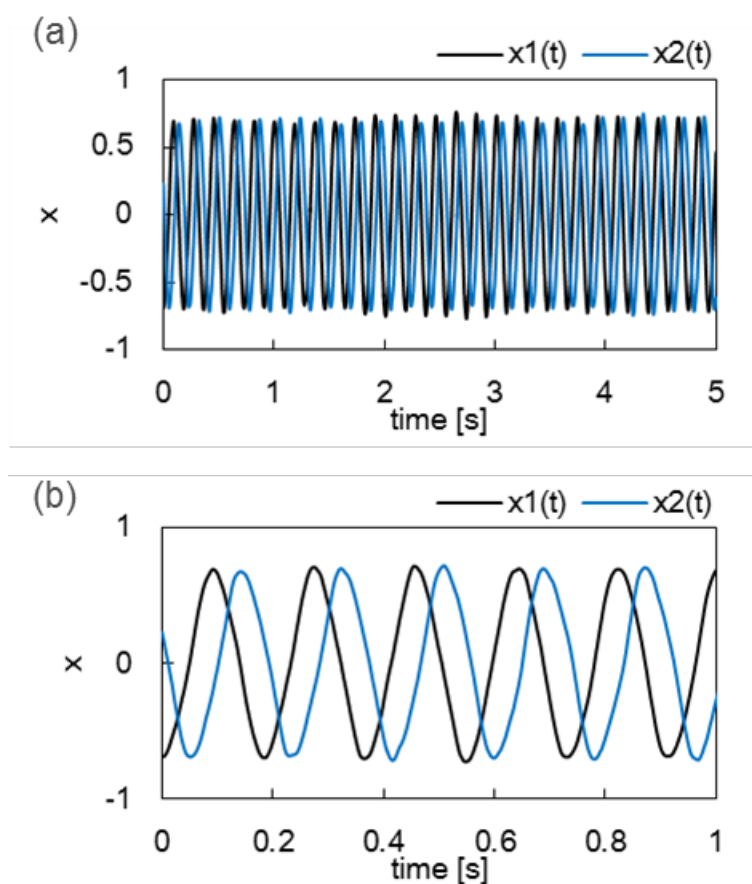 (a)
x1(t) x2(t)
1
0.5
0
-0.5
-1
x
0 1 2 3 4 5
time [s]
(b)
x1(t) x2(t)
1
0
-1
x
0 0.2 0.4 0.6 0.8 1
time [s]